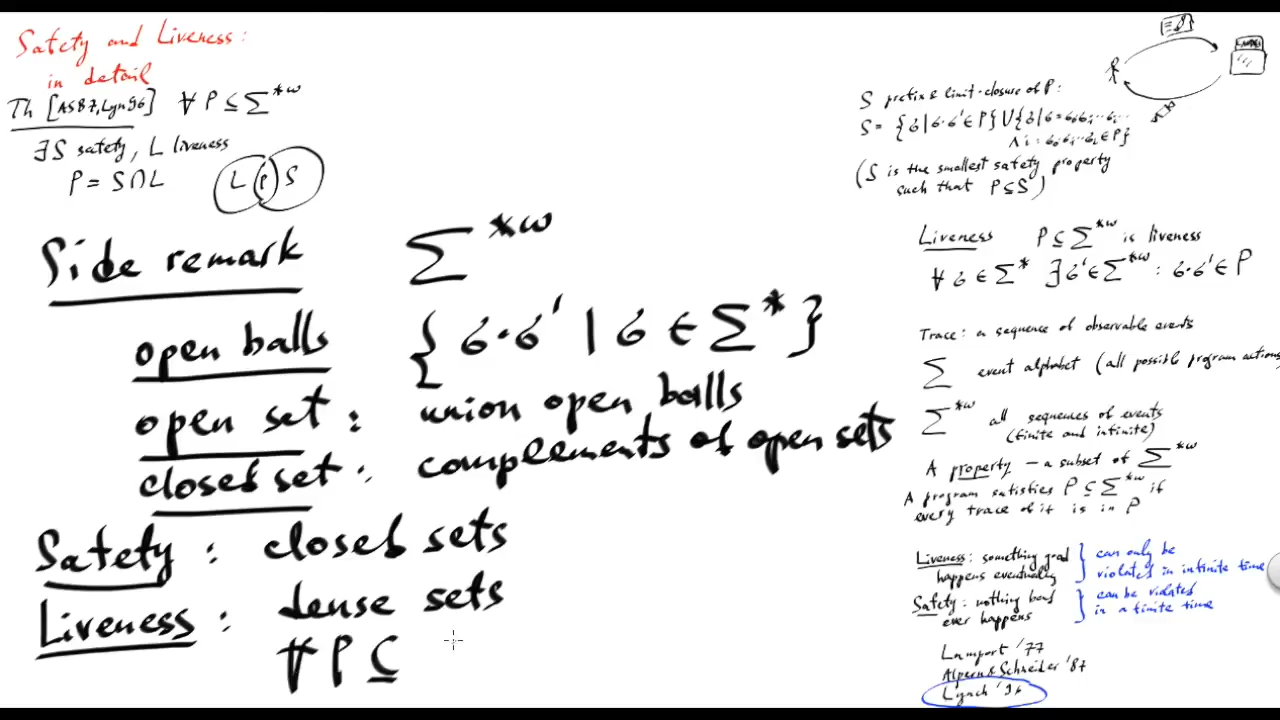 Safety and Liveness:
in detail
Th [AS87, Lyn96] ∀ P ⊆ Σ^*ω
∃S safety, L liveness
P = S∩L
L P S
Side remark Σ^*ω
open balls {σ·σ' | σ ∈ Σ^*}
open set: union open balls
closed set: complements of open sets
Safety: closed sets
Liveness: dense sets
∀ P ⊆
S prefix & limit-closure of P:
S = {σ | σ·σ' ∈ P} ∪ {σ | σ = σ₀σ₁...σᵢ...
∧ i: σ₀·σ₁...σᵢ ∈ P}
(S is the smallest safety property
such that P ⊆ S)
Liveness P ⊆ Σ^*ω is liveness
∀ σ ∈ Σ^* ∃σ' ∈ Σ^*ω: σ·σ' ∈ P
Trace: a sequence of observable events
Σ event alphabet (all possible program actions
Σ^*ω all sequences of events
(finite and infinite)
A property – a subset of Σ^*ω
A program satisfies P ⊆ Σ^*ω if
every trace of it is in P
Liveness: something good } can only be
happens eventually } violated in infinite time
Safety: nothing bad } can be violated
ever happens } in a finite time
Lamport '77
Alpern & Schneider '87
Lynch '96